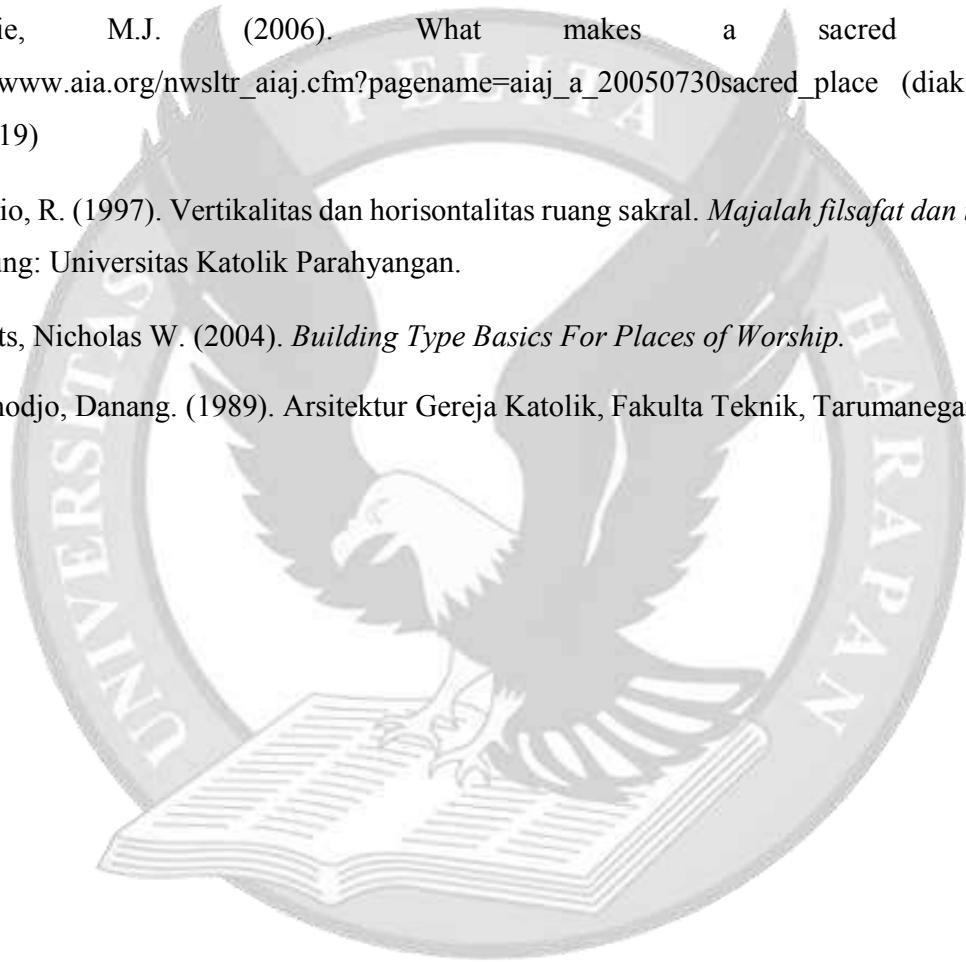 ie, M.J. (2006). What makes a sacred
www.aia.org/nwsltr_aiaj.cfm?pagename=aiaj_a_20050730sacred_place (diak
19)
io, R. (1997). Vertikalitas dan horisontalitas ruang sakral. Majalah filsafat dan
ung: Universitas Katolik Parahyangan.
ts, Nicholas W. (2004). Building Type Basics For Places of Worship.
nodjo, Danang. (1989). Arsitektur Gereja Katolik, Fakulta Teknik, Tarumanega
UNIVERSITAS PELITA HARAPAN